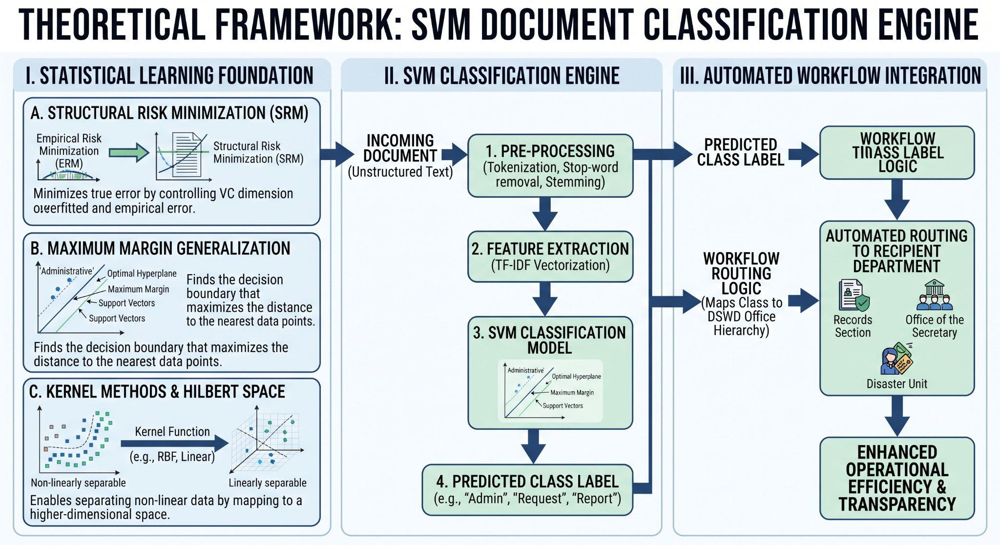 THEORETICAL FRAMEWORK: SVM DOCUMENT CLASSIFICATION ENGINE
I. STATISTICAL LEARNING FOUNDATION
A. STRUCTURAL RISK MINIMIZATION (SRM)
Empirical Risk
Minimization
(ERM)
Structural Risk
Minimization (SRM)
Minimizes true error by controlling VC dimension
and empirical error.
B. MAXIMUM MARGIN GENERALIZATION
'Administrative'
Optimal Hyperplane
Maximum Margin
Support Vectors
Support Vectors
Finds the decision
boundary that
maximizes the distance
to the nearest data points.
Finds the decision boundary that maximizes the
distance to the nearest data points.
C. KERNEL METHODS & HILBERT SPACE
Kernel Function
(e.g., RBF, Linear)
Non-linearly separable
Linearly separable
Enables separating non-linear data by mapping to a
higher-dimensional space.
II. SVM CLASSIFICATION ENGINE
INCOMING
DOCUMENT
(Unstructured Text)
1. PRE-PROCESSING
(Tokenization, Stop-word
removal, Stemming)
2. FEATURE EXTRACTION
(TF-IDF Vectorization)
3. SVM CLASSIFICATION
MODEL
Administrative'
Optimal Hyperplane
Maximum Margin
Support Vectors
4. PREDICTED CLASS LABEL
(e.g., “Admin”, "Request”, “Report”)
III. AUTOMATED WORKFLOW INTEGRATION
PREDICTED
CLASS LABEL
WORKFLOW
LABEL
LOGIC
WORKFLOW
ROUTING
LOGIC
(Maps Class to
DSWD Office
Hierarchy)
AUTOMATED ROUTING
TO RECIPIENT
DEPARTMENT
Records
Section
Office of the
Secretary
Disaster Unit
ENHANCED
OPERATIONAL
EFFICIENCY &
TRANSPARENCY